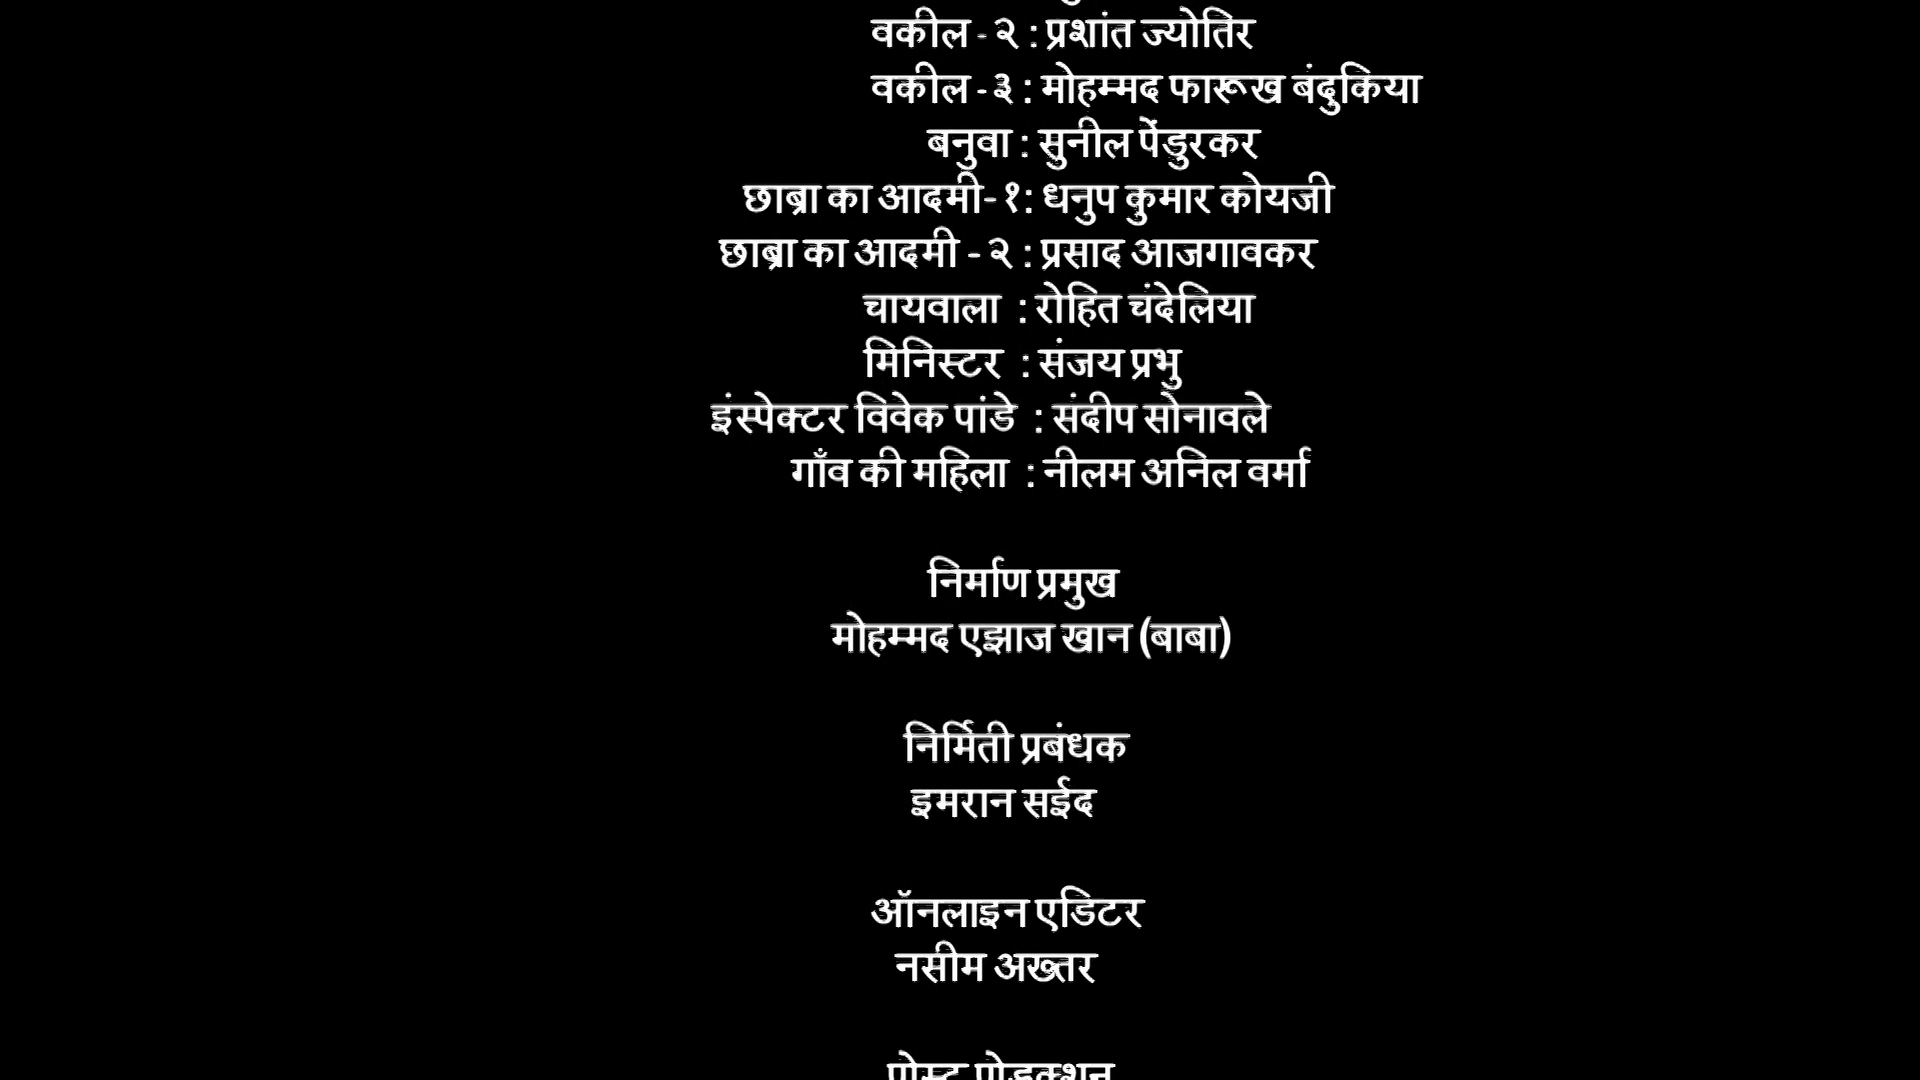 वकील - २ : प्रशांत ज्योतिर
वकील - ३ : मोहम्मद फारूख बंदुकिया
बनुवा : सुनील पेंडुरकर
छाब्रा का आदमी- १ : धनुप कुमार कोयजी
छाब्रा का आदमी - २ : प्रसाद आजगावकर
चायवाला : रोहित चंदेलिया
मिनिस्टर : संजय प्रभु
इंस्पेक्टर विवेक पांडे : संदीप सोनावले
गाँव की महिला : नीलम अनिल वर्मा
निर्माण प्रमुख
मोहम्मद एझाज खान (बाबा)
निर्मिती प्रबंधक
इमरान सईद
ऑनलाइन एडिटर
नसीम अख्तर
पोस्ट प्रोडक्शन